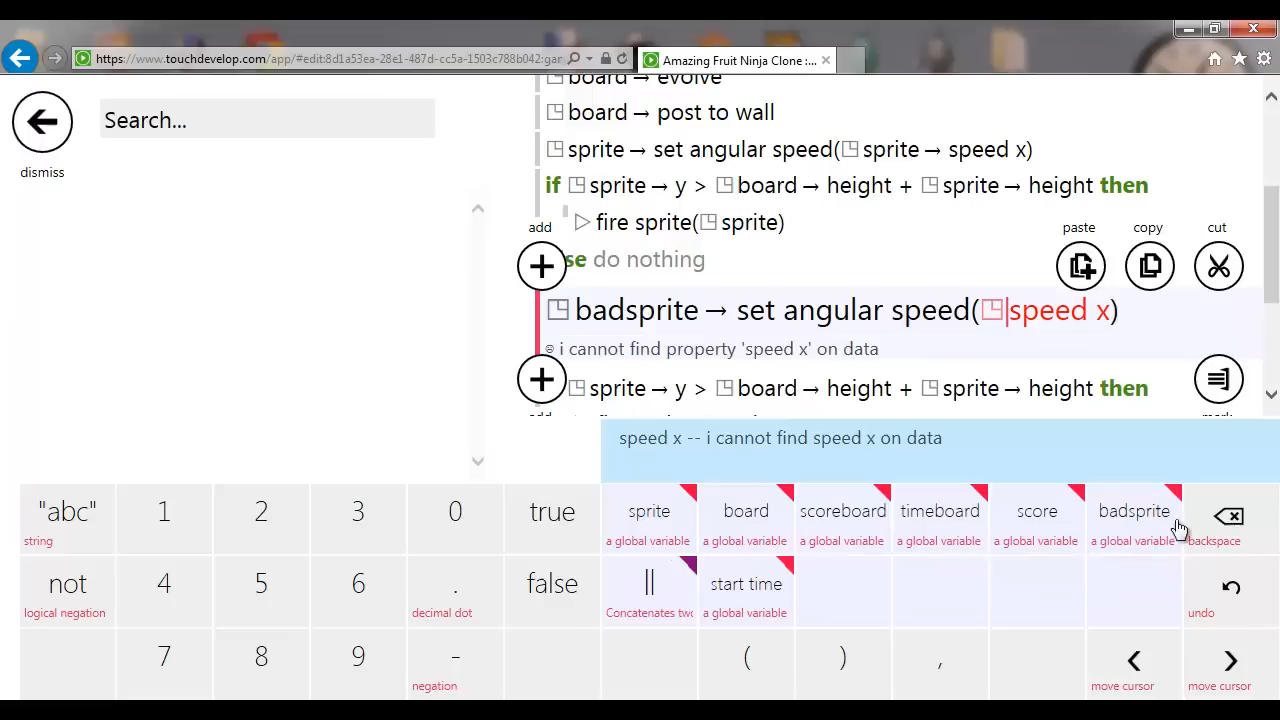 https://www.touchdevelop.com/app/#edit:8d1a53ea-28e1-487d-cc5a-1503c788b042:gar
Amazing Fruit Ninja Clone :...
Search...
dismiss
board → evolve
board → post to wall
sprite → set angular speed(sprite → speed x)
if sprite → y > board → height + sprite → height then
fire sprite(sprite)
add
paste copy cut
se do nothing
badsprite → set angular speed(speed x)
i cannot find property 'speed x' on data
sprite → y > board → height + sprite → height then
speed x -- i cannot find speed x on data
"abc" 1 2 3 0 true sprite board scoreboard timeboard score badsprite
string a global variable a global variable a global variable a global variable a global variable a global variable backspace
not 4 5 6 . false || start time
logical negation decimal dot Concatenates two a global variable undo
7 8 9 - ( ) , < >
negation move cursor move cursor